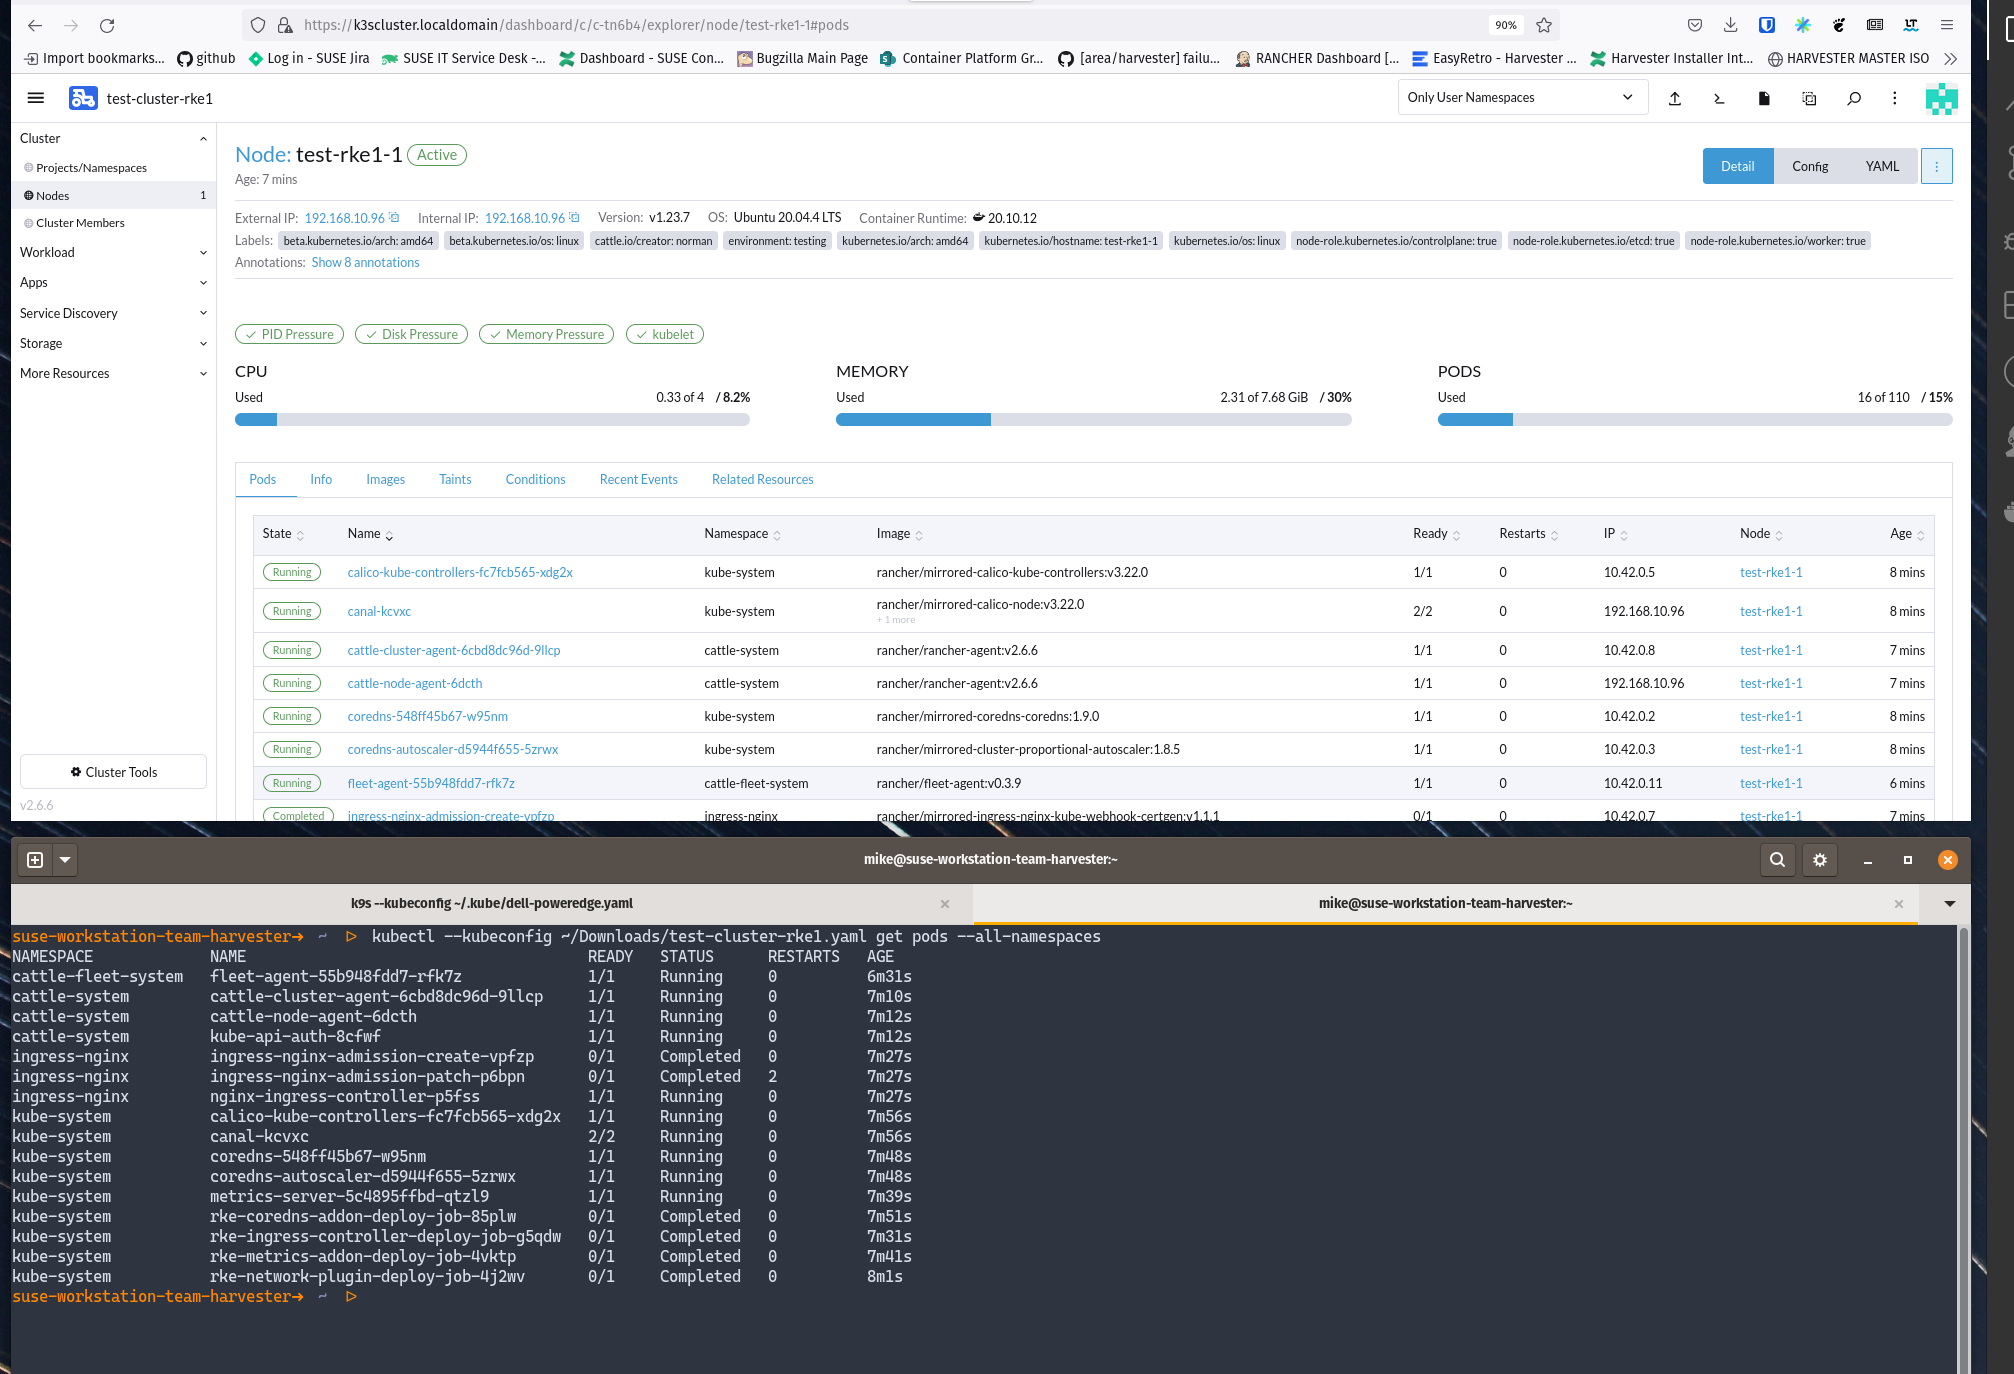 https://k3scluster.localdomain/dashboard/c/c-tn6b4/explorer/node/test-rke1-1#pods 90%
Import bookmarks... github Log in - SUSE Jira SUSE IT Service Desk -... Dashboard - SUSE Con... Bugzilla Main Page Container Platform Gr... [area/harvester] failu... RANCHER Dashboard [... EasyRetro - Harvester ... Harvester Installer Int... HARVESTER MASTER ISO
test-cluster-rke1 Only User Namespaces
Cluster
Projects/Namespaces
Nodes 1
Cluster Members
Workload
Apps
Service Discovery
Storage
More Resources
Cluster Tools
v2.6.6
Node: test-rke1-1 Active
Age: 7 mins
Detail Config YAML
External IP: 192.168.10.96 Internal IP: 192.168.10.96 Version: v1.23.7 OS: Ubuntu 20.04.4 LTS Container Runtime: 20.10.12
Labels: beta.kubernetes.io/arch: amd64 beta.kubernetes.io/os: linux cattle.io/creator: norman environment: testing kubernetes.io/arch: amd64 kubernetes.io/hostname: test-rke1-1 kubernetes.io/os: linux node-role.kubernetes.io/controlplane: true node-role.kubernetes.io/etcd: true node-role.kubernetes.io/worker: true
Annotations: Show 8 annotations
PID Pressure Disk Pressure Memory Pressure kubelet
CPU MEMORY PODS
Used 0.33 of 4 / 8.2% Used 2.31 of 7.68 GiB / 30% Used 16 of 110 / 15%
Pods Info Images Taints Conditions Recent Events Related Resources
State Name Namespace Image Ready Restarts IP Node Age
Running calico-kube-controllers-fc7fcb565-xdg2x kube-system rancher/mirrored-calico-kube-controllers:v3.22.0 1/1 0 10.42.0.5 test-rke1-1 8 mins
Running canal-kcvxc kube-system rancher/mirrored-calico-node:v3.22.0 2/2 0 192.168.10.96 test-rke1-1 8 mins
+ 1 more
Running cattle-cluster-agent-6cbd8dc96d-9llcp cattle-system rancher/rancher-agent:v2.6.6 1/1 0 10.42.0.8 test-rke1-1 7 mins
Running cattle-node-agent-6dcth cattle-system rancher/rancher-agent:v2.6.6 1/1 0 192.168.10.96 test-rke1-1 7 mins
Running coredns-548ff45b67-w95nm kube-system rancher/mirrored-coredns-coredns:1.9.0 1/1 0 10.42.0.2 test-rke1-1 8 mins
Running coredns-autoscaler-d5944f655-5zrwx kube-system rancher/mirrored-cluster-proportional-autoscaler:1.8.5 1/1 0 10.42.0.3 test-rke1-1 8 mins
Running fleet-agent-55b948fdd7-rfk7z cattle-fleet-system rancher/fleet-agent:v0.3.9 1/1 0 10.42.0.11 test-rke1-1 6 mins
Completed ingress-nginx-admission-create-vpfzp ingress-nginx rancher/mirrored-ingress-nginx-kube-webhook-certgen:v1.1.1 0/1 0 10.42.0.7 test-rke1-1 7 mins
mike@suse-workstation-team-harvester:~
k9s --kubeconfig ~/.kube/dell-poweredge.yaml mike@suse-workstation-team-harvester:~
suse-workstation-team-harvester➜ ~ ▷ kubectl --kubeconfig ~/Downloads/test-cluster-rke1.yaml get pods --all-namespaces
NAMESPACE NAME READY STATUS RESTARTS AGE
cattle-fleet-system fleet-agent-55b948fdd7-rfk7z 1/1 Running 0 6m31s
cattle-system cattle-cluster-agent-6cbd8dc96d-9llcp 1/1 Running 0 7m10s
cattle-system cattle-node-agent-6dcth 1/1 Running 0 7m12s
cattle-system kube-api-auth-8cfwf 1/1 Running 0 7m12s
ingress-nginx ingress-nginx-admission-create-vpfzp 0/1 Completed 0 7m27s
ingress-nginx ingress-nginx-admission-patch-p6bpn 0/1 Completed 2 7m27s
ingress-nginx nginx-ingress-controller-p5fss 1/1 Running 0 7m27s
kube-system calico-kube-controllers-fc7fcb565-xdg2x 1/1 Running 0 7m56s
kube-system canal-kcvxc 2/2 Running 0 7m56s
kube-system coredns-548ff45b67-w95nm 1/1 Running 0 7m48s
kube-system coredns-autoscaler-d5944f655-5zrwx 1/1 Running 0 7m48s
kube-system metrics-server-5c4895ffbd-qtzl9 1/1 Running 0 7m39s
kube-system rke-coredns-addon-deploy-job-85plw 0/1 Completed 0 7m51s
kube-system rke-ingress-controller-deploy-job-g5qdw 0/1 Completed 0 7m31s
kube-system rke-metrics-addon-deploy-job-4vktp 0/1 Completed 0 7m41s
kube-system rke-network-plugin-deploy-job-4j2wv 0/1 Completed 0 8m1s
suse-workstation-team-harvester➜ ~ ▷